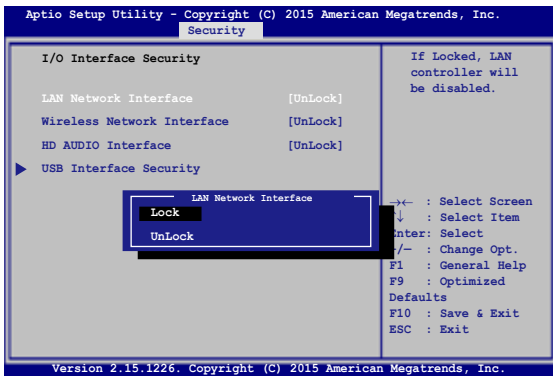 Aptio Setup Utility - Copyright (C) 2015 American Megatrends, Inc.
Security
I/O Interface Security
LAN Network Interface [UnLock]
Wireless Network Interface [UnLock]
HD AUDIO Interface [UnLock]
USB Interface Security
LAN Network Interface
Lock
UnLock
If Locked, LAN
controller will
be disabled.
→← : Select Screen
↓ : Select Item
nter: Select
/— : Change Opt.
F1 : General Help
F9 : Optimized
Defaults
F10 : Save & Exit
ESC : Exit
Version 2.15.1226. Copyright (C) 2015 American Megatrends, Inc.